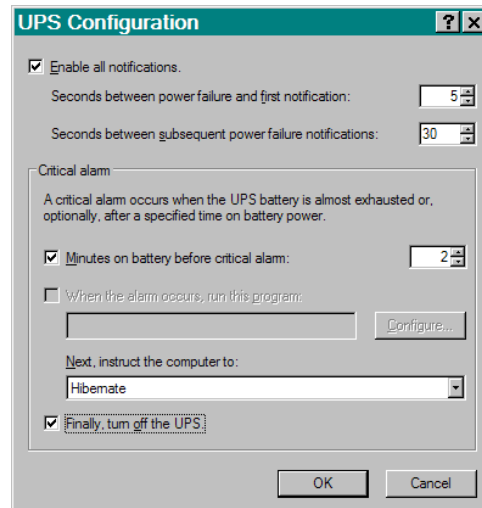 UPS Configuration
Enable all notifications.
Seconds between power failure and first notification: 5
Seconds between subsequent power failure notifications: 30
Critical alarm
A critical alarm occurs when the UPS battery is almost exhausted or,
optionally, after a specified time on battery power.
Minutes on battery before critical alarm: 2
When the alarm occurs, run this program:
Configure...
Next, instruct the computer to:
Hibernate
Finally, turn off the UPS.
OK Cancel